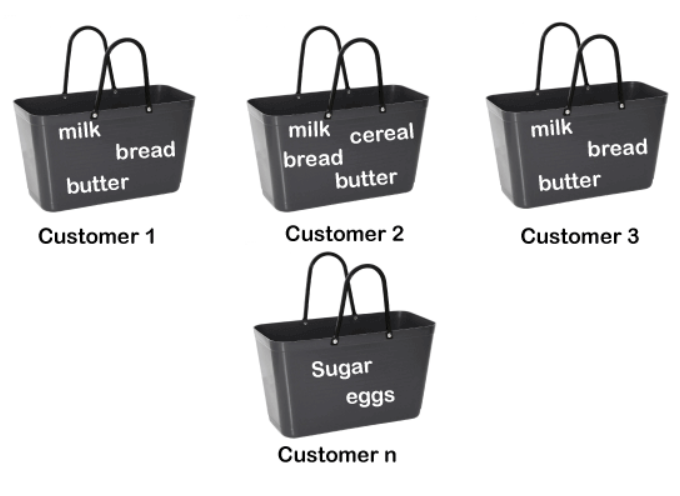 milk
bread
butter
Customer 1
milk cereal
bread
butter
Customer 2
milk
bread
butter
Customer 3
Sugar
eggs
Customer n